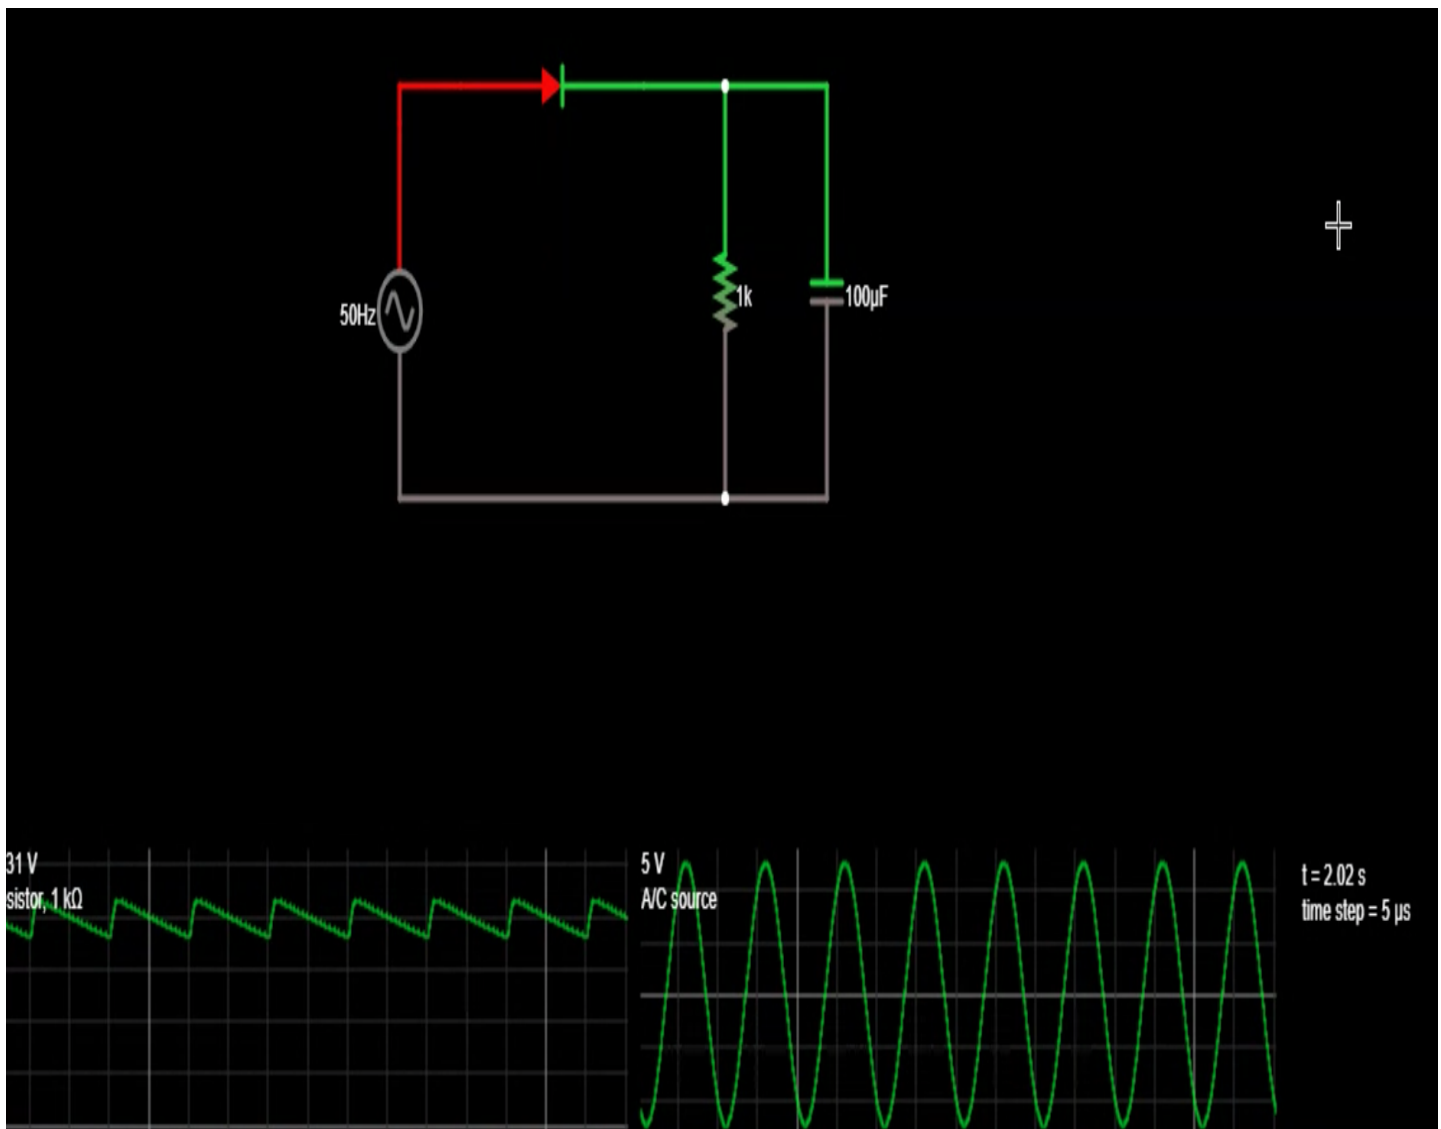 50Hz
1k
100µF
31 V
sistor, 1 kΩ
5 V
A/C source
t = 2.02 s
time step = 5 µs